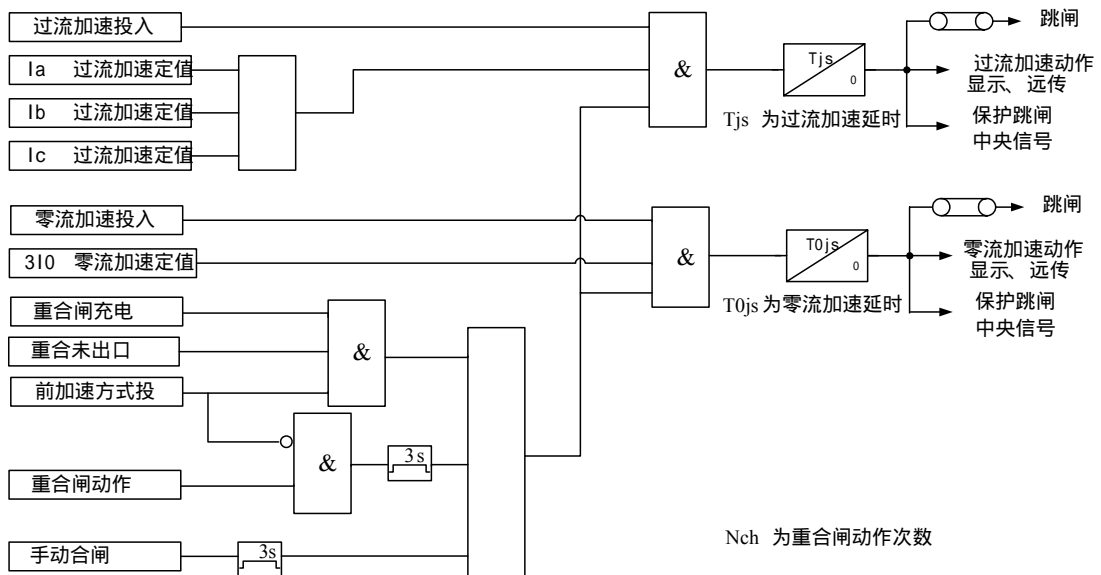 过流加速投入
Ia 过流加速定值
Ib 过流加速定值
Ic 过流加速定值
&
Tjs
0
Tjs 为过流加速延时
跳闸
过流加速动作
显示、远传
保护跳闸
中央信号
零流加速投入
3I0 零流加速定值
&
T0js
0
T0js为零流加速延时
跳闸
零流加速动作
显示、远传
保护跳闸
中央信号
重合闸充电
重合未出口
前加速方式投
&
&
3s
重合闸动作
手动合闸
3s
Nch 为重合闸动作次数